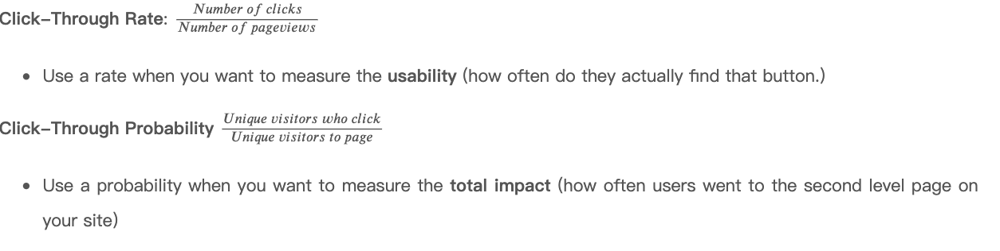 Click–Through Rate: \frac{Number of clicks}{Number of pageviews}
• Use a rate when you want to measure the usability (how often do they actually find that button.)
Click–Through Probability \frac{Unique visitors who click}{Unique visitors to page}
• Use a probability when you want to measure the total impact (how often users went to the second level page on
your site)